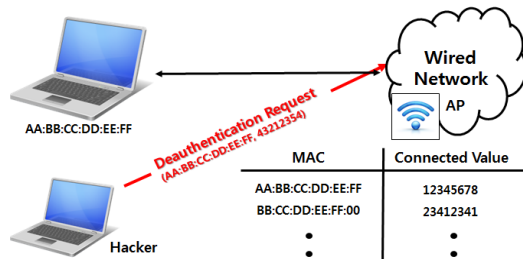 Wired
Network
AP
AA:BB:CC:DD:EE:FF
Deauthentication Request
(AA:BB:CC:DD:EE:FF, 43212354)
MAC Connected Value
AA:BB:CC:DD:EE:FF 12345678
BB:CC:DD:EE:FF:00 23412341
Hacker